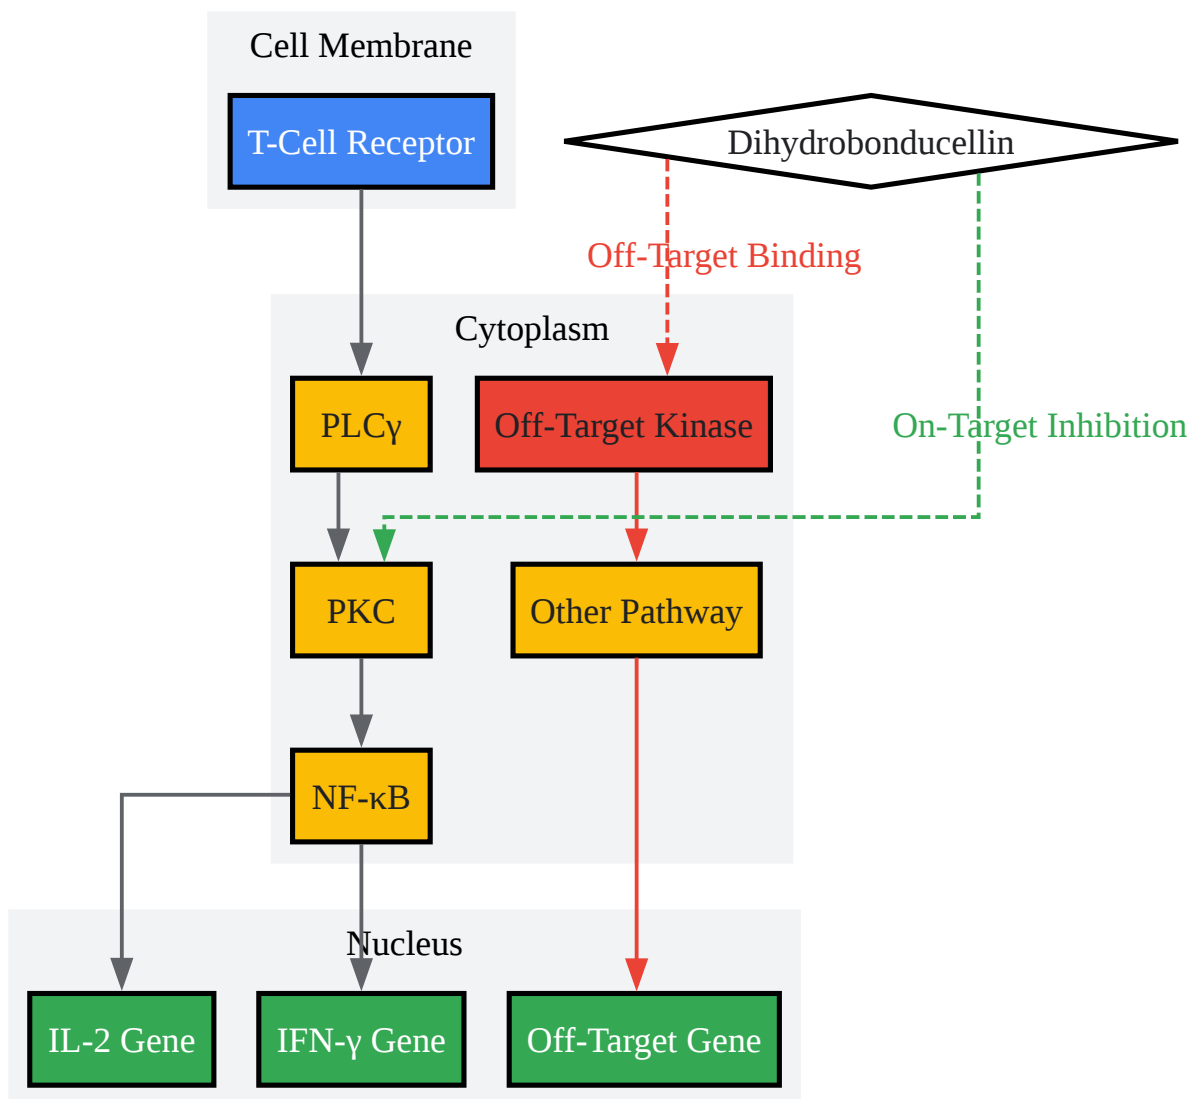 Cell Membrane
T-Cell Receptor
Dihydrobonducellin
Off-Target Binding
Cytoplasm
PLCγ
Off-Target Kinase
On-Target Inhibition
PKC
Other Pathway
NF-κB
Nucleus
IL-2 Gene
IFN-γ Gene
Off-Target Gene